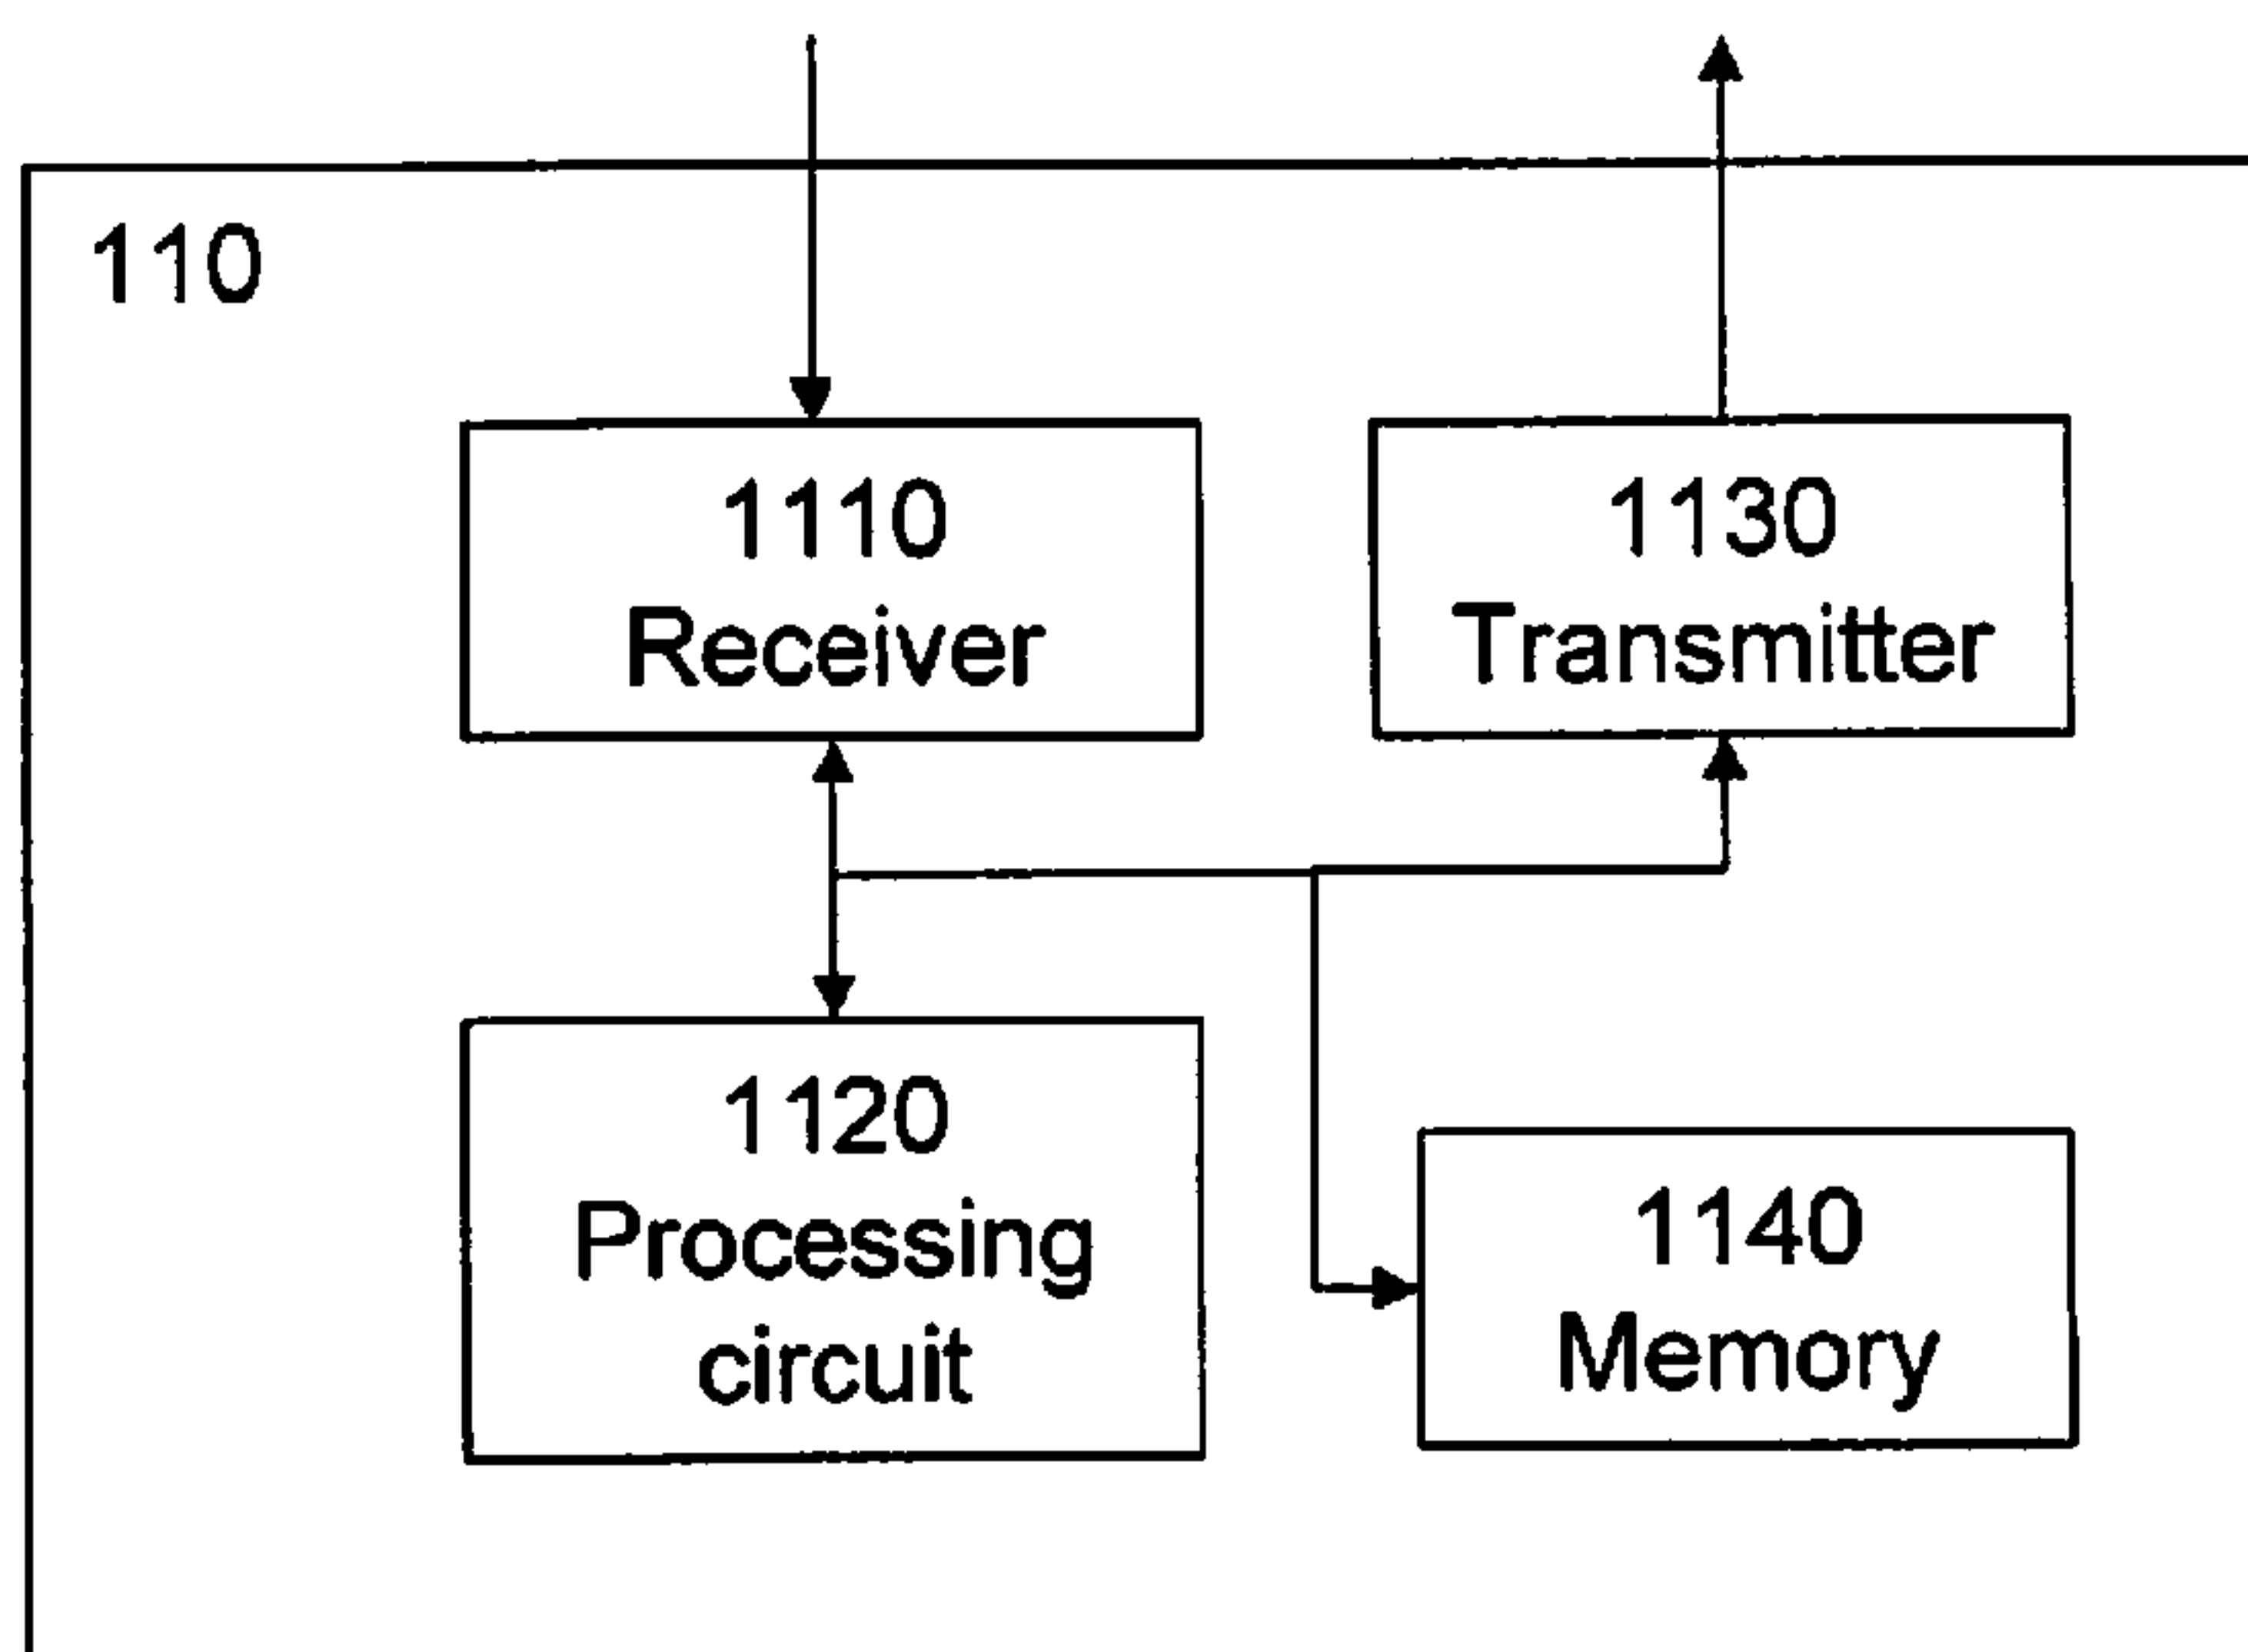 110
1110
Receiver
1130
Transmitter
1120
Processing
circuit
1140
Memory